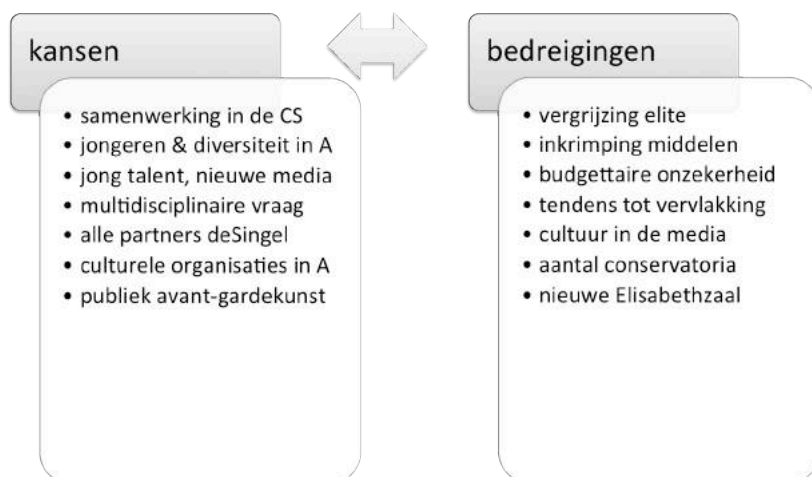 kansen
• samenwerking in de CS
• jongeren & diversiteit in A
• jong talent, nieuwe media
• multidisciplinaire vraag
• alle partners deSingel
• culturele organisaties in A
• publiek avant-gardekunst
bedreigingen
• vergrijzing elite
• inkrimping middelen
• budgettaire onzekerheid
• tendens tot vervlakking
• cultuur in de media
• aantal conservatoria
• nieuwe Elisabethzaal